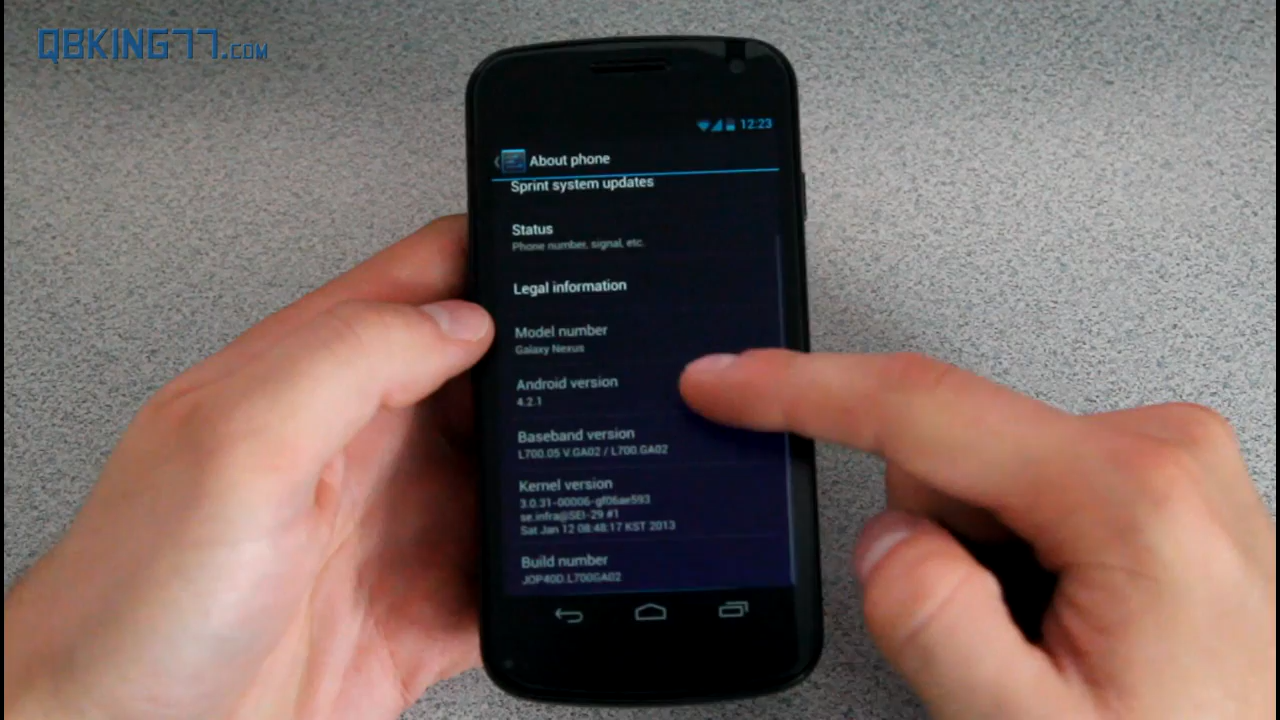 QBKING77.COM
12:23
About phone
Sprint system updates
Status
Phone number, signal, etc.
Legal information
Model number
Galaxy Nexus
Android version
4.2.1
Baseband version
L700.05 V.GA02 / L700.GA02
Kernel version
3.0.31-00006-gf06ae593
se.infra@SEI-29 #1
Sat Jan 12 08:48:17 KST 2013
Build number
JOP40D.L700GA02